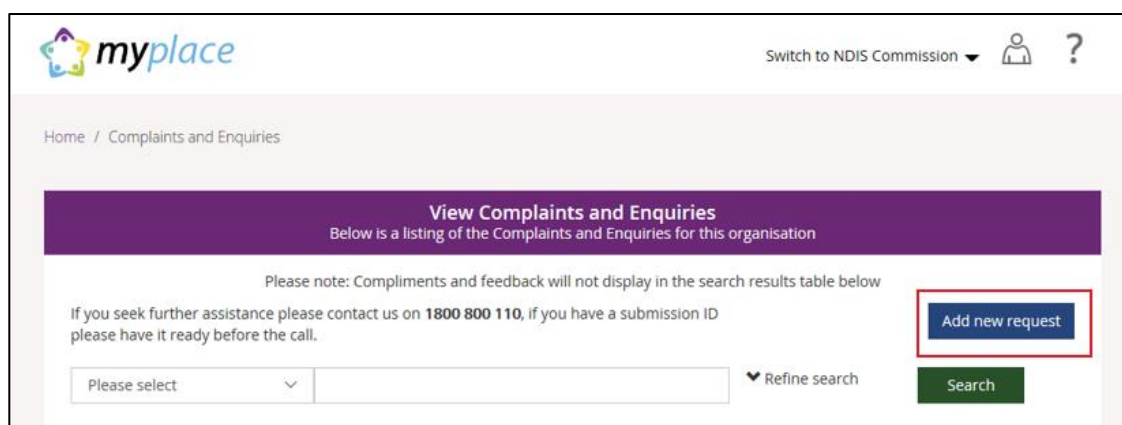 myplace
Switch to NDIS Commission
?
Home / Complaints and Enquiries
View Complaints and Enquiries
Below is a listing of the Complaints and Enquiries for this organisation
Please note: Compliments and feedback will not display in the search results table below
If you seek further assistance please contact us on 1800 800 110, if you have a submission ID
please have it ready before the call.
Add new request
Please select
Refine search
Search